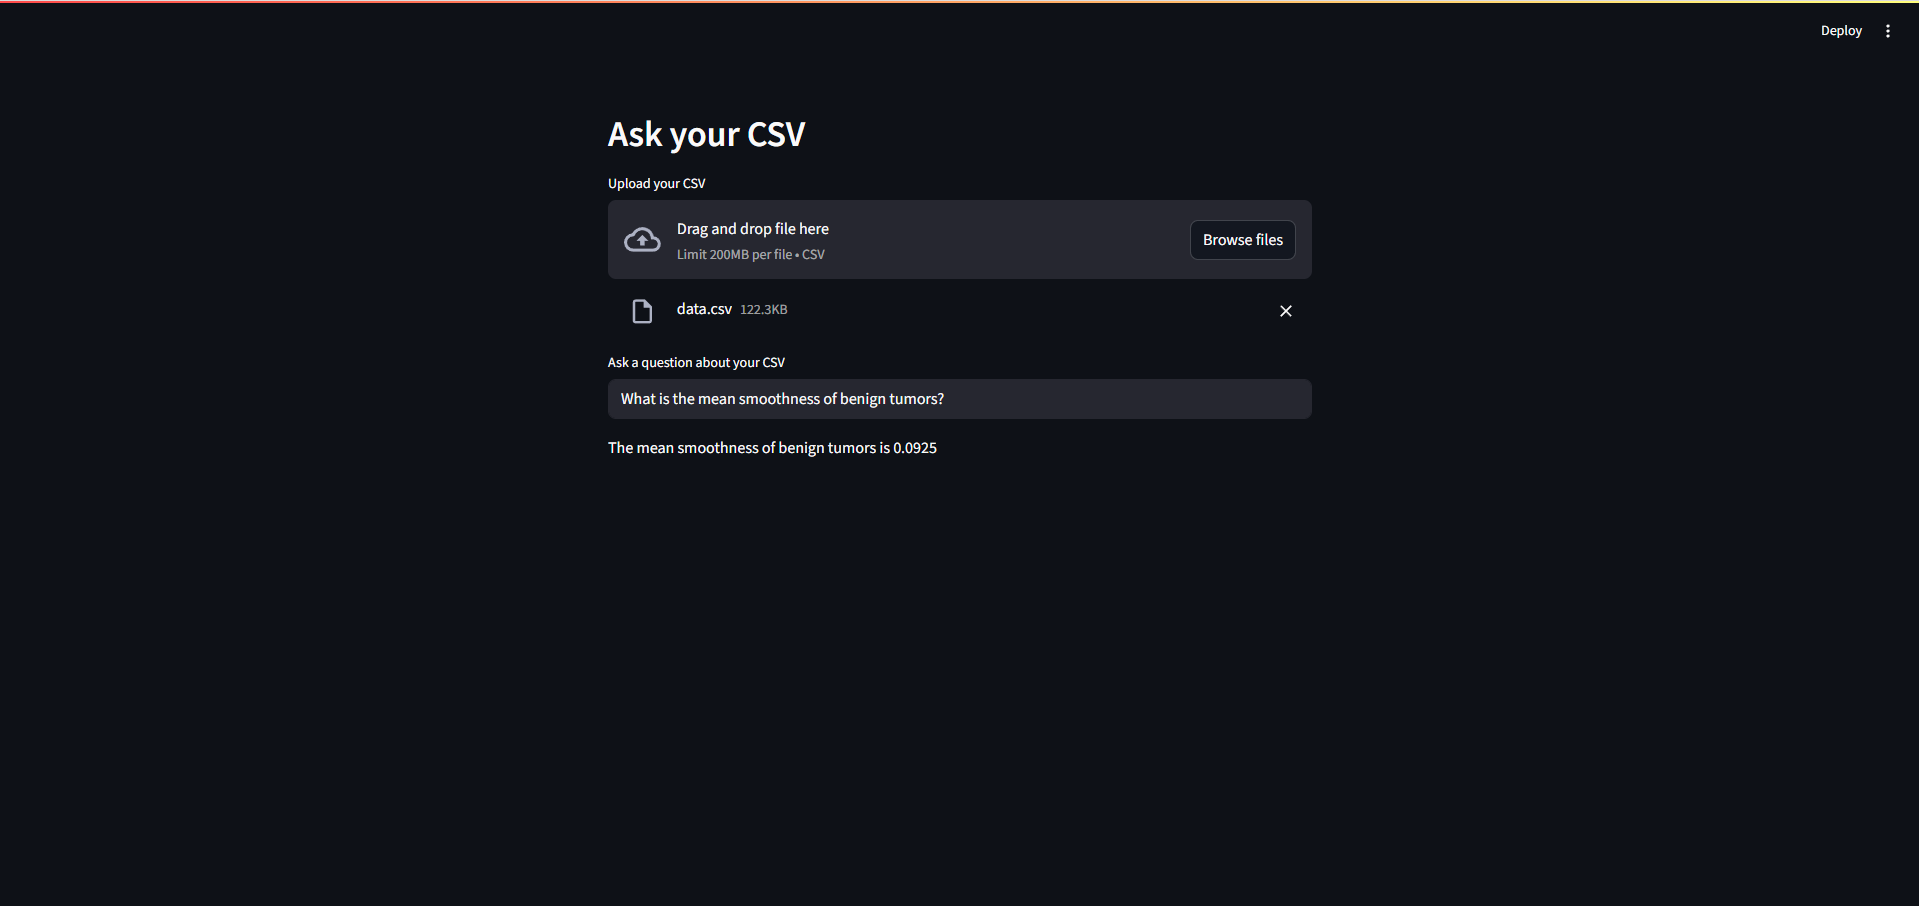 Deploy
Ask your CSV
Upload your CSV
Drag and drop file here
Limit 200MB per file • CSV
Browse files
data.csv 122.3KB
Ask a question about your CSV
What is the mean smoothness of benign tumors?
The mean smoothness of benign tumors is 0.0925